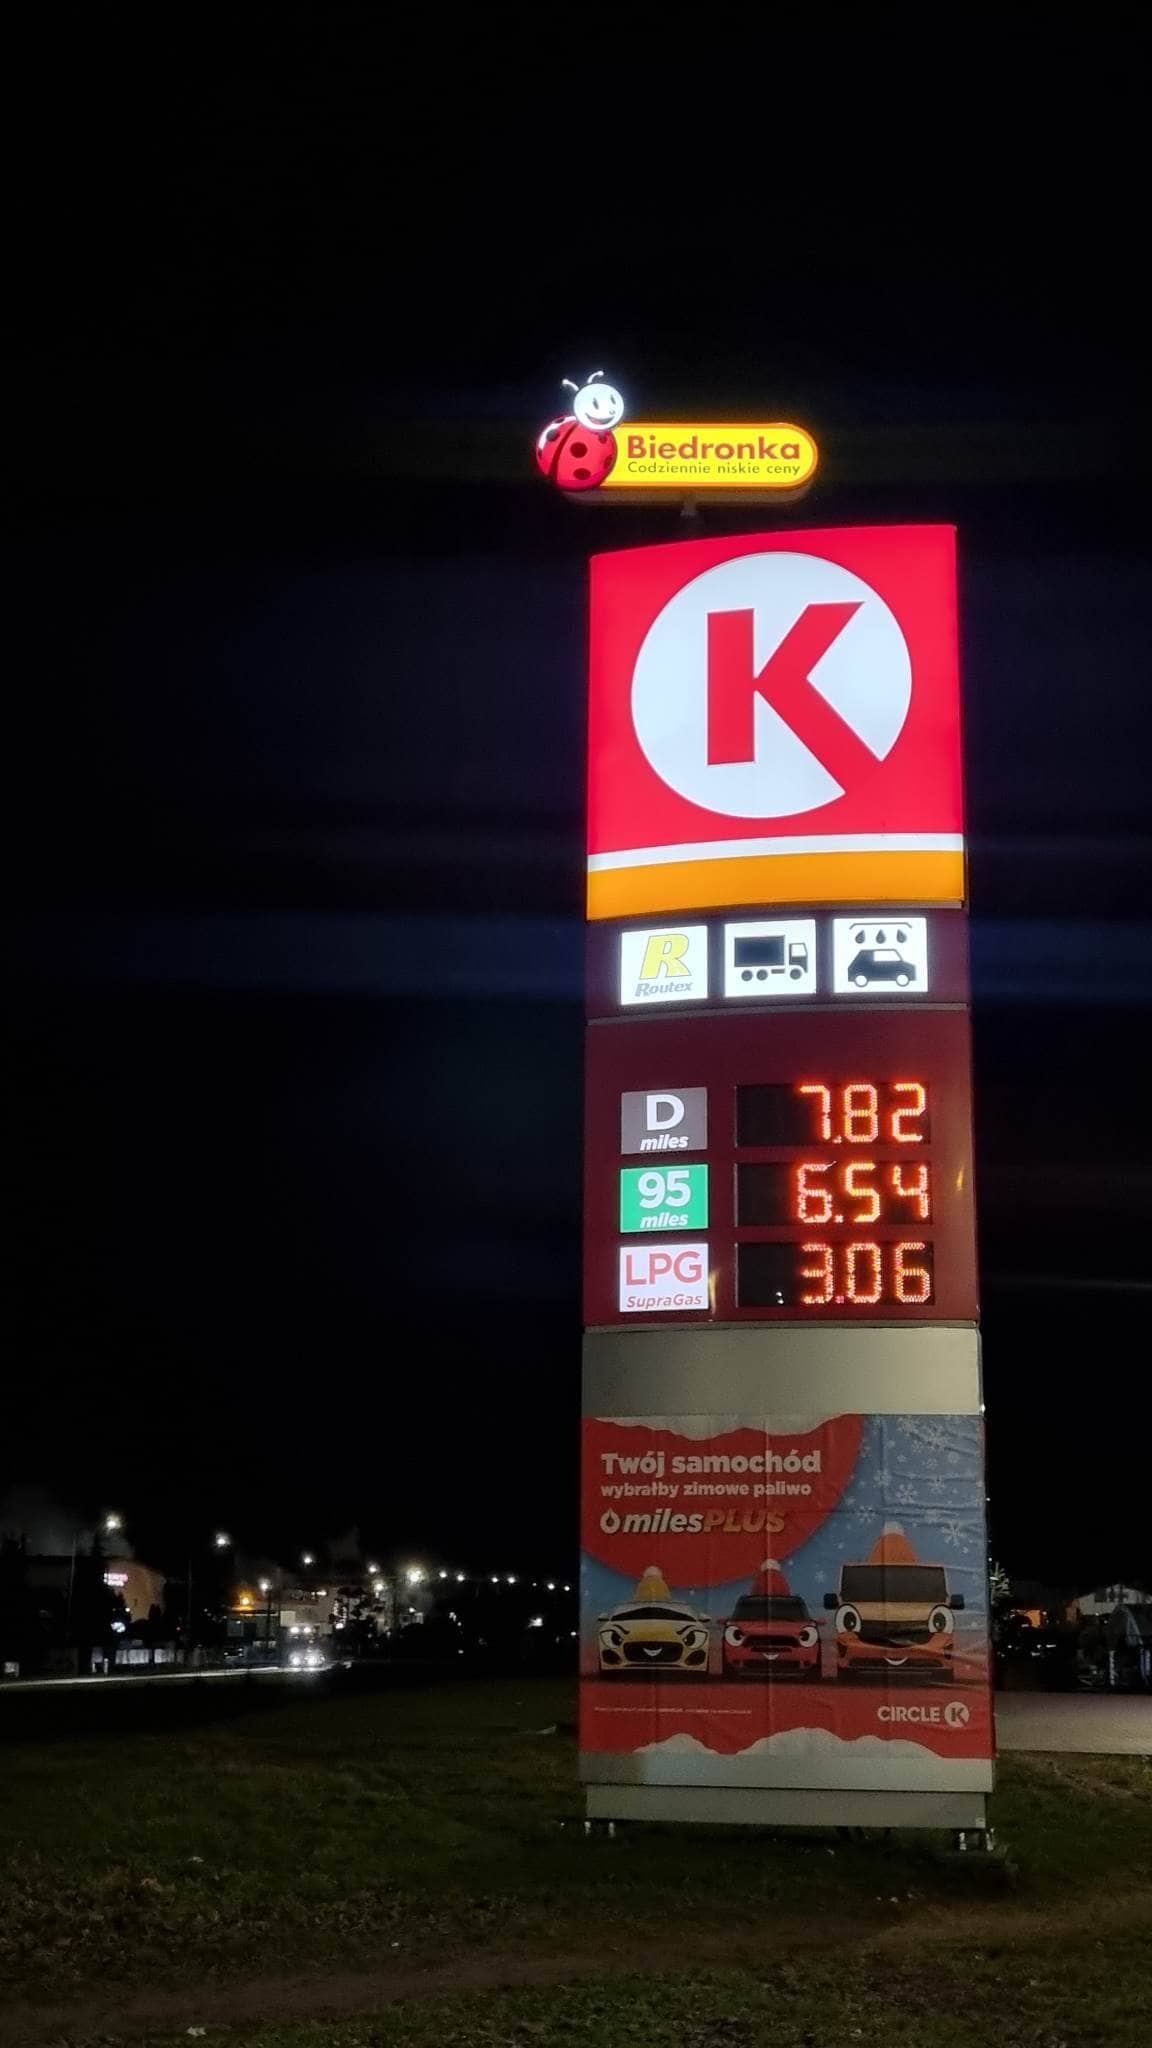 Biedronka
Codziennie niskie ceny
K
R
Routex
D
miles
7.82
95
miles
6.54
LPG
SupraGas
3.06
Twój samochód
wybrałby zimowe paliwo
milesPLUS
CIRCLE K